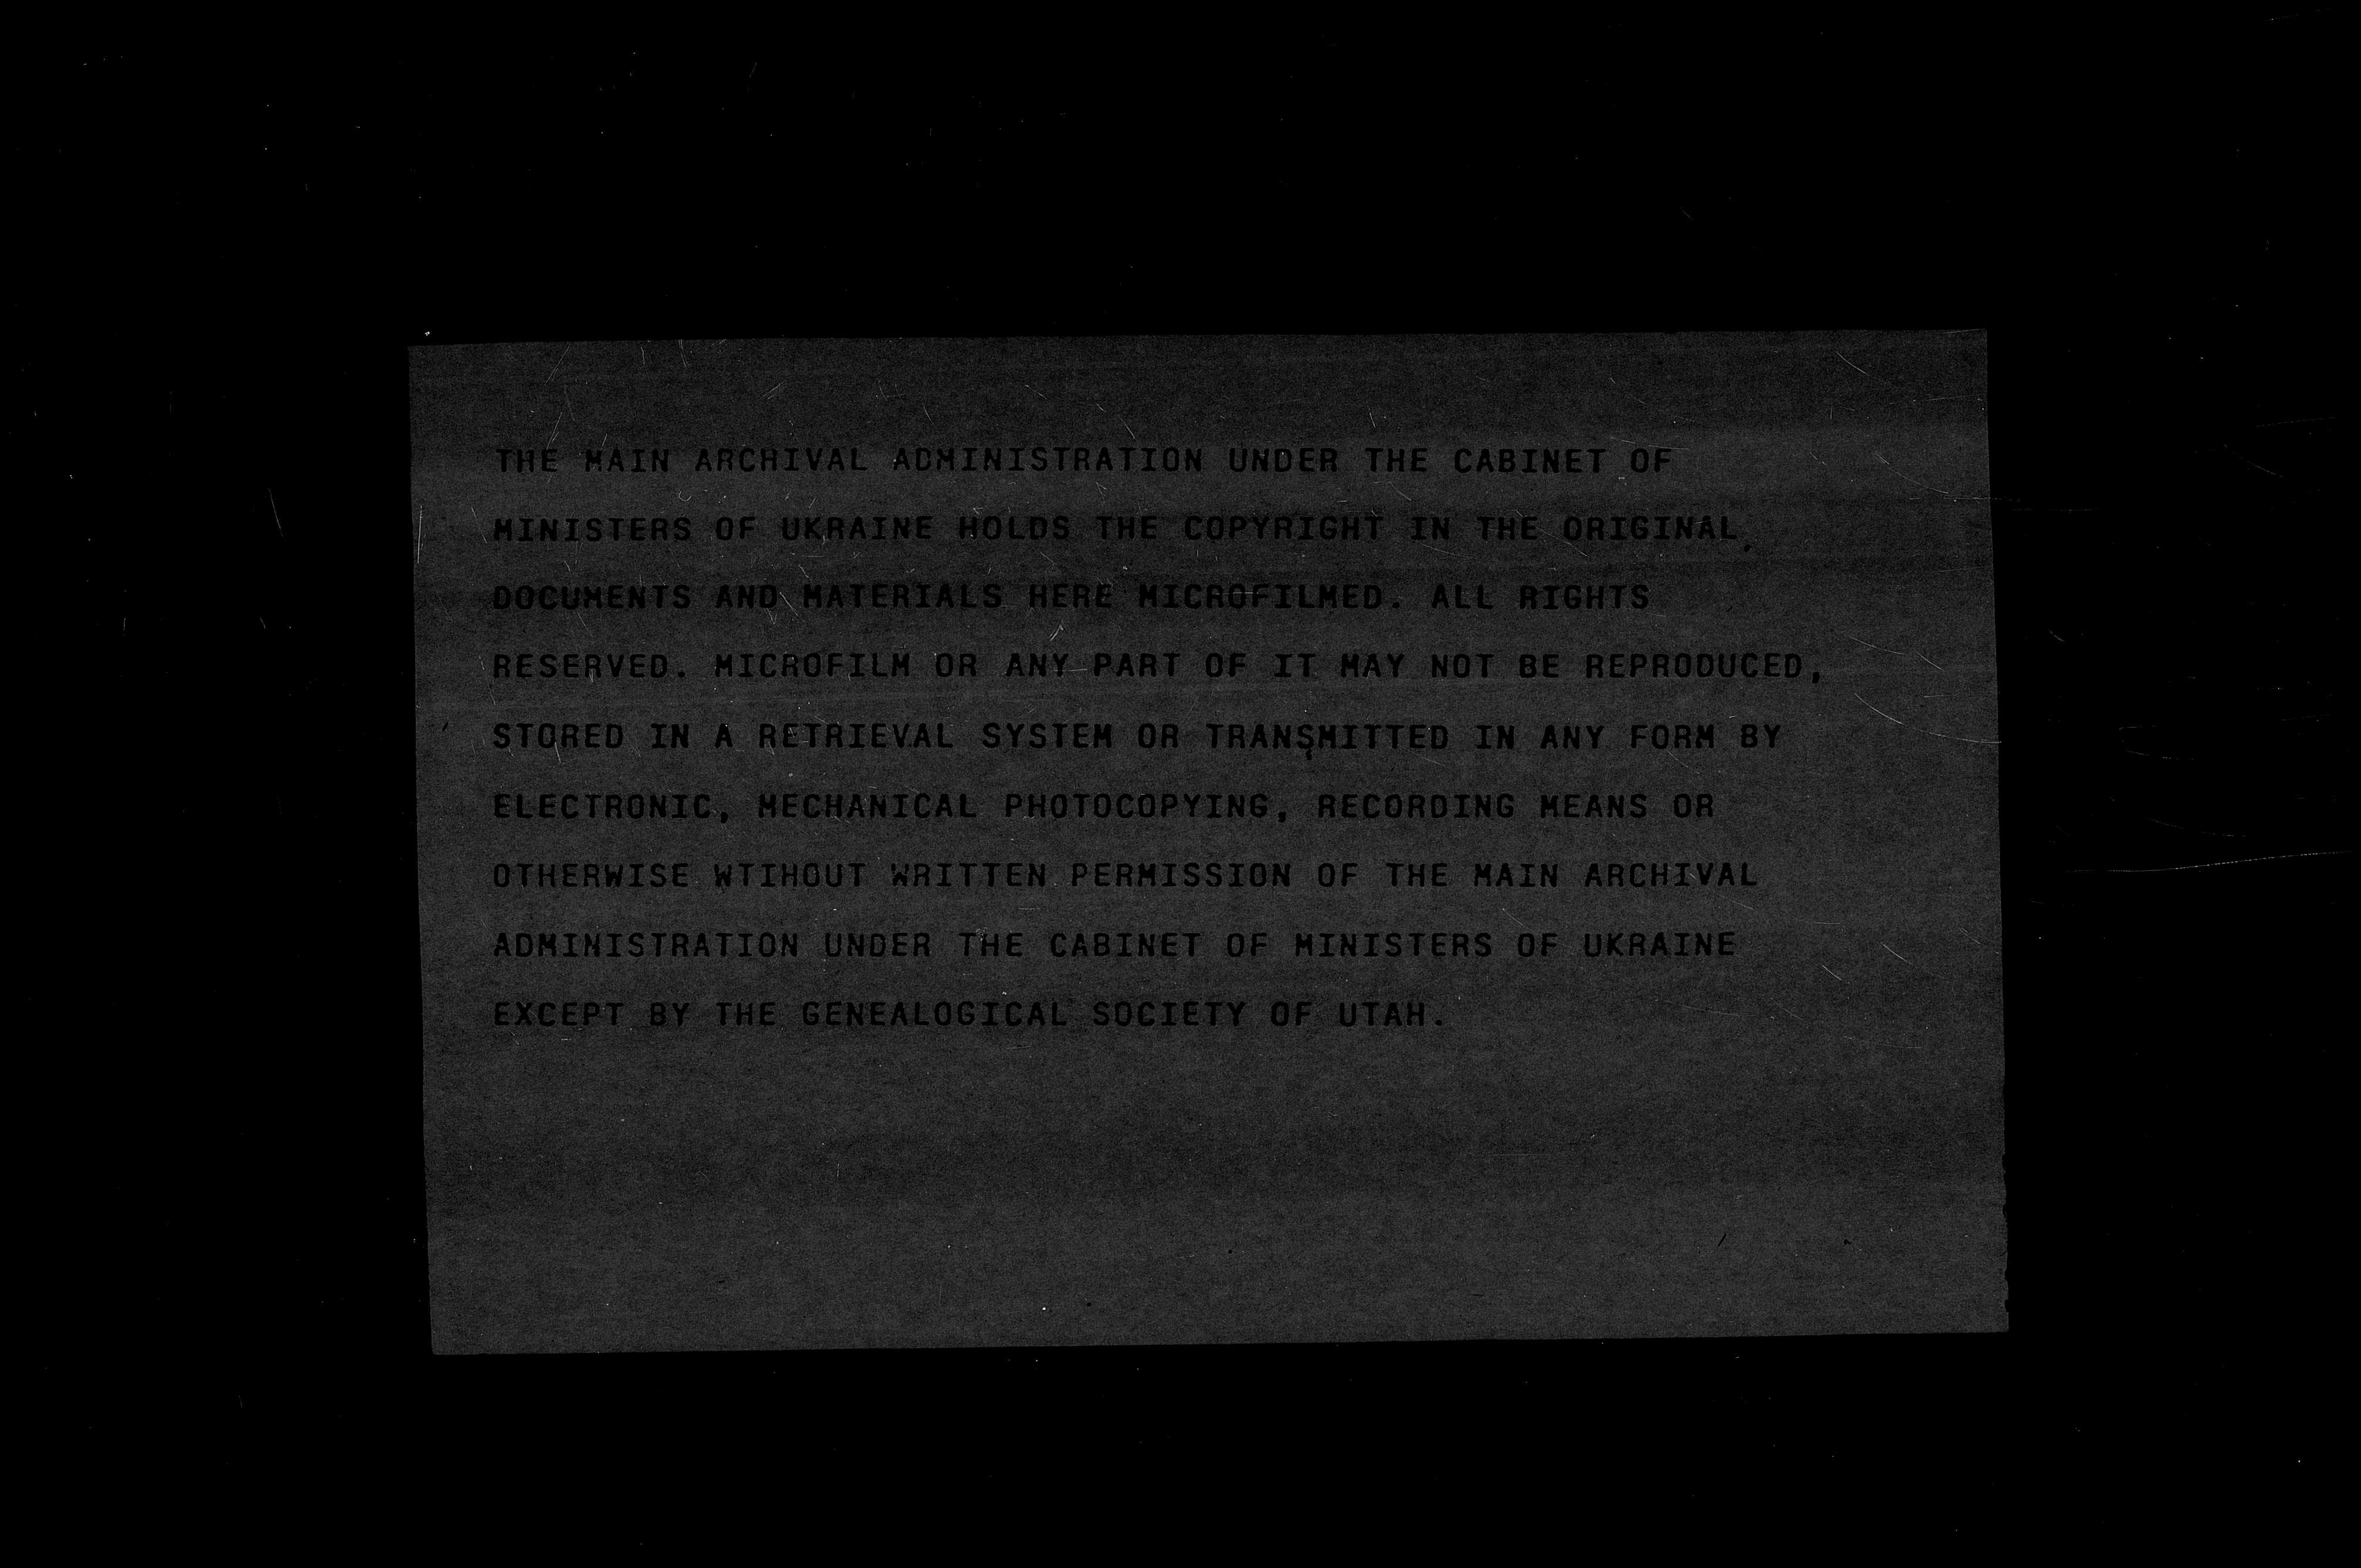 THE MAIN ARCHIVAL ADMINISTRATION UNDER THE CABINET OF
MINISTERS OF UKRAINE HOLDS THE COPYRIGHT IN THE ORIGINAL,
DOCUMENTS AND MATERIALS HERE MICROFILMED. ALL RIGHTS
RESERVED. MICROFILM OR ANY PART OF IT MAY NOT BE REPRODUCED,
STORED IN A RETRIEVAL SYSTEM OR TRANSMITTED IN ANY FORM BY
ELECTRONIC, MECHANICAL PHOTOCOPYING, RECORDING MEANS OR
OTHERWISE WTIHOUT WRITTEN PERMISSION OF THE MAIN ARCHIVAL
ADMINISTRATION UNDER THE CABINET OF MINISTERS OF UKRAINE
EXCEPT BY THE GENEALOGICAL SOCIETY OF UTAH.